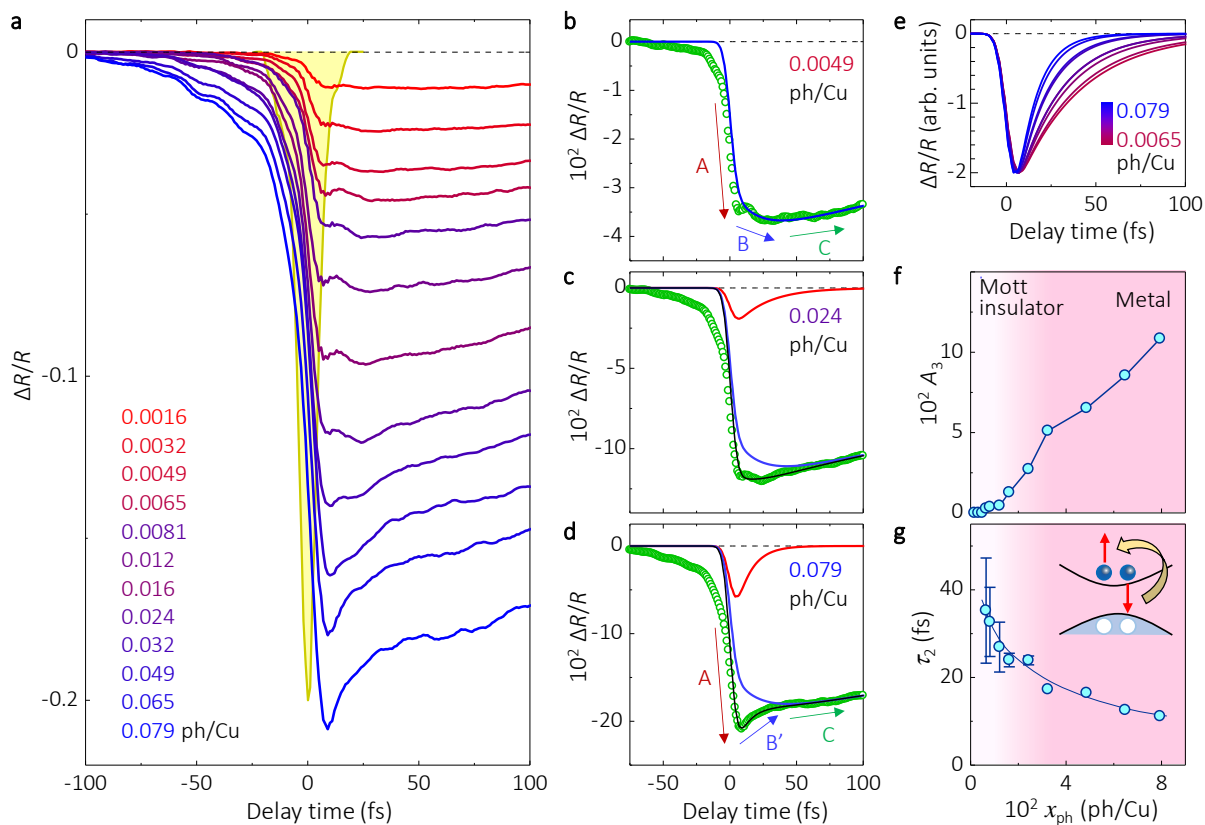 a
0
-0.1
-0.2
ΔR/R
0.0016
0.0032
0.0049
0.0065
0.0081
0.012
0.016
0.024
0.032
0.049
0.065
0.079 ph/Cu
-100
-50
0
50
100
Delay time (fs)
b
0
-1
-2
-3
-4
10² ΔR/R
0.0049
ph/Cu
A
B
C
c
0
-5
-10
10² ΔR/R
0.024
ph/Cu
d
0
-10
-20
10² ΔR/R
0.079
ph/Cu
A
B'
C
0
50
100
Delay time (fs)
e
0
-1
-2
ΔR/R (arb. units)
0.079
0.0065
ph/Cu
0
50
100
Delay time (fs)
f
10
5
0
10² A₃
Mott
insulator
Metal
g
60
40
20
0
τ₂ (fs)
0
2
4
6
8
10² xₚₕ (ph/Cu)